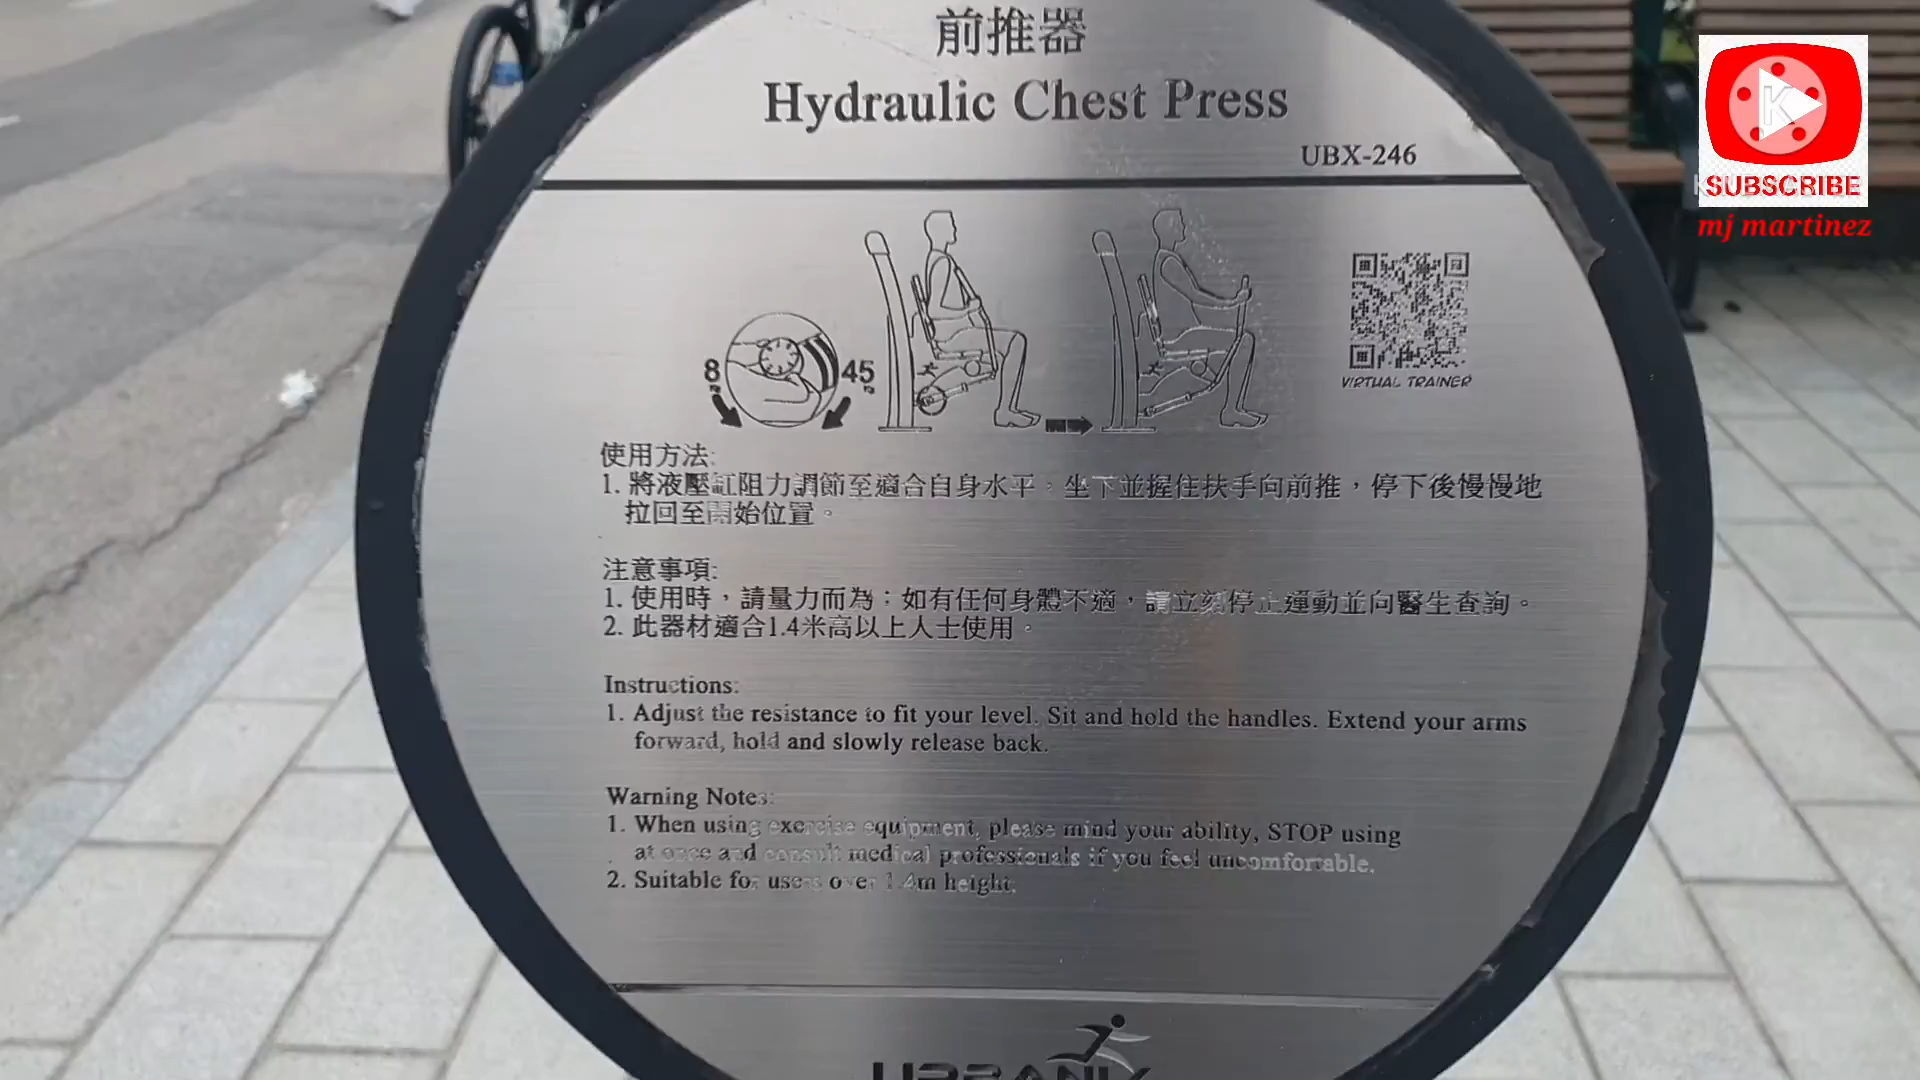 前推器
Hydraulic Chest Press
UBX-246
SUBSCRIBE
mj martinez
8
45
VIRTUAL TRAINER
使用方法:
1. 將液壓缸阻力調節至適合自身水平。坐下並握住扶手向前推，停下後慢慢地
拉回至開始位置。
注意事項:
1. 使用時，請量力而為；如有任何身體不適，請立刻停止運動並向醫生查詢。
2. 此器材適合1.4米高以上人士使用。
Instructions:
1. Adjust the resistance to fit your level. Sit and hold the handles. Extend your arms
forward, hold and slowly release back.
Warning Notes:
1. When using exercise equipment, please mind your ability, STOP using
at once and consult medical professionals if you feel uncomfortable.
2. Suitable for users over 1.4m height.